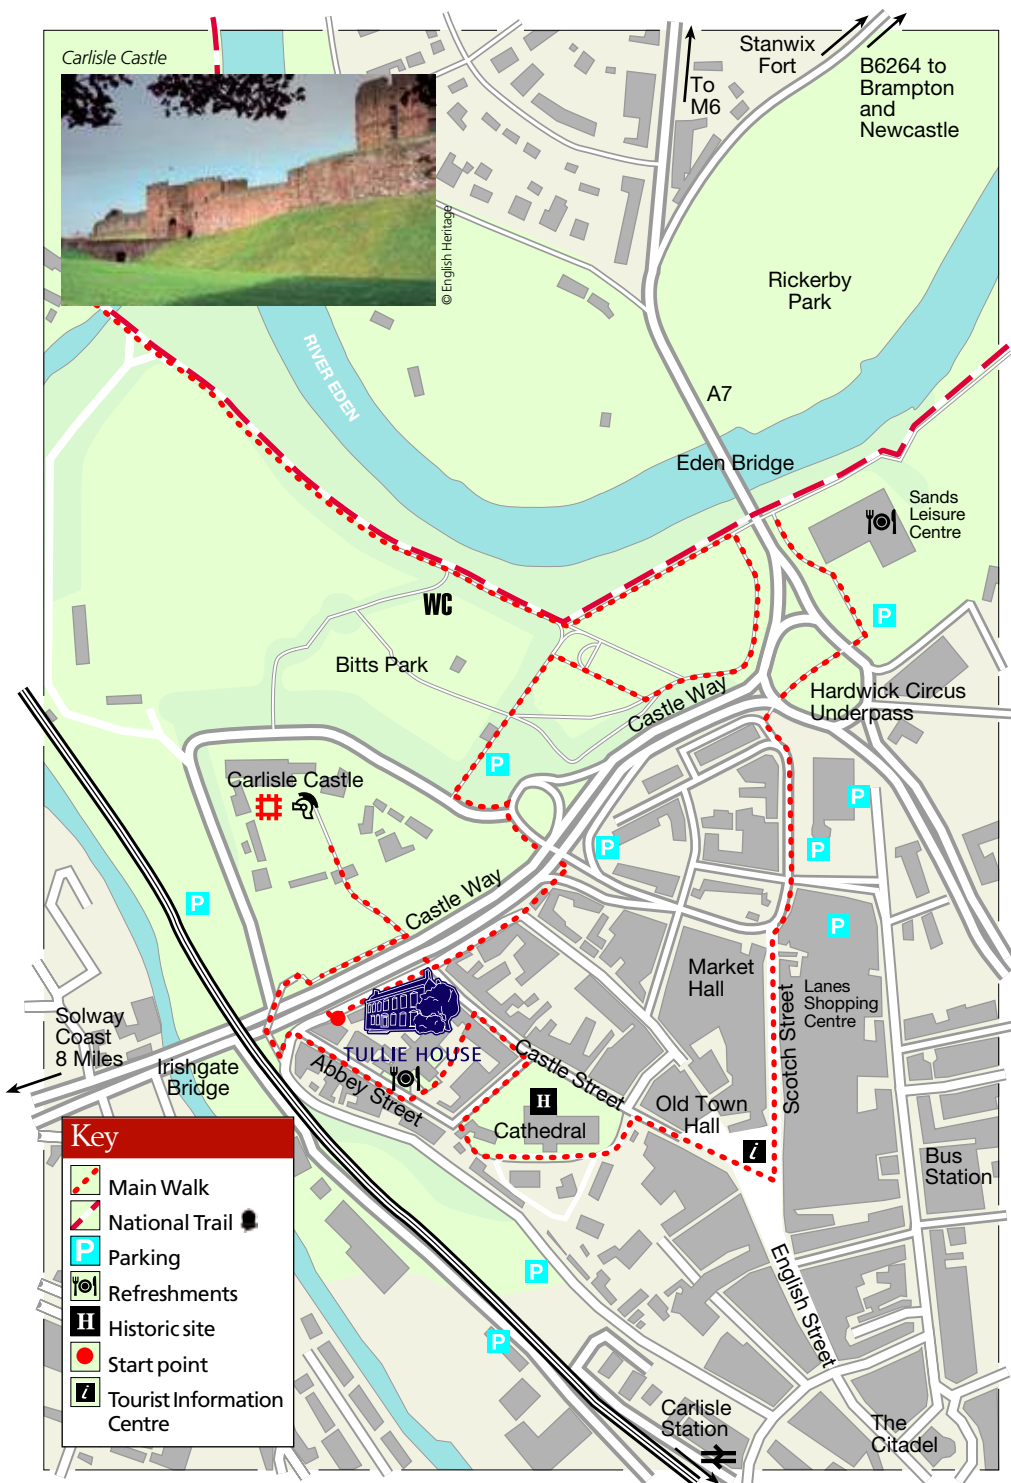 Carlisle Castle
© English Heritage
To
M6
Stanwix
Fort
B6264 to
Brampton
and
Newcastle
Rickerby
Park
RIVER EDEN
A7
Eden Bridge
Sands
Leisure
Centre
WC
P
Bitts Park
Castle Way
Hardwick Circus
Underpass
P
Carlisle Castle
P
P
P
P
Castle Way
P
Market
Hall
Lanes
Shopping
Centre
Scotch Street
Solway
Coast
8 Miles
Irishgate
Bridge
TULLIE HOUSE
Abbey Street
Castle Street
H
Cathedral
Old Town
Hall
i
Bus
Station
P
English Street
P
Carlisle
Station
The
Citadel
Key
Main Walk
National Trail
P Parking
Refreshments
H Historic site
Start point
i Tourist Information
Centre